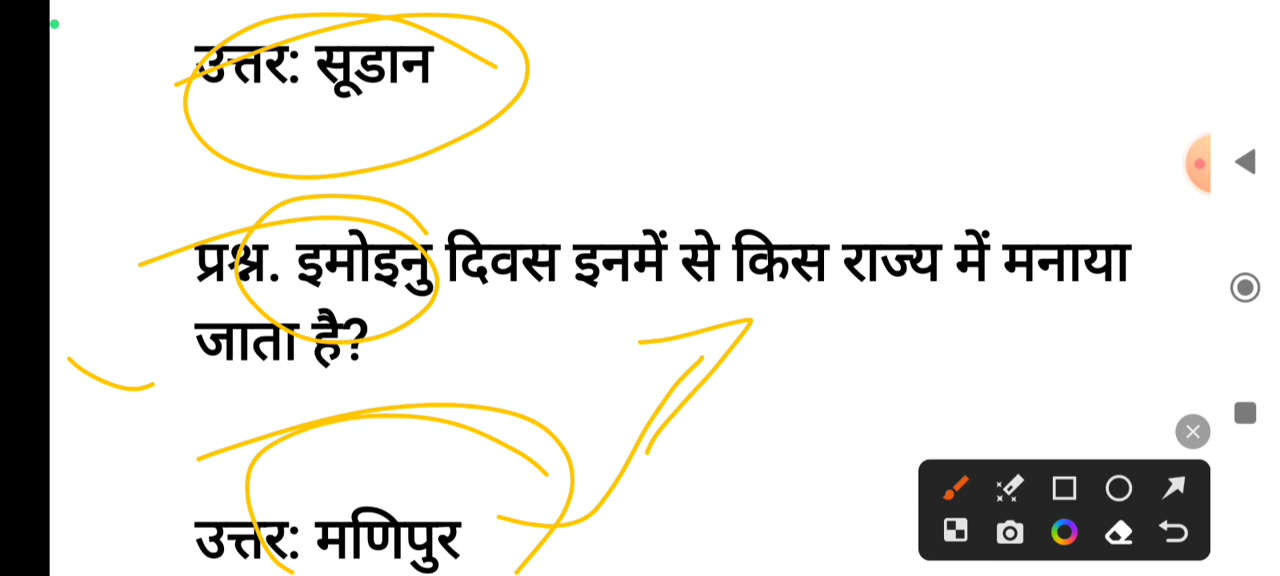 उत्तर: सूडान
प्रश्न. इमोइनु दिवस इनमें से किस राज्य में मनाया
जाता है?
उत्तर: मणिपुर